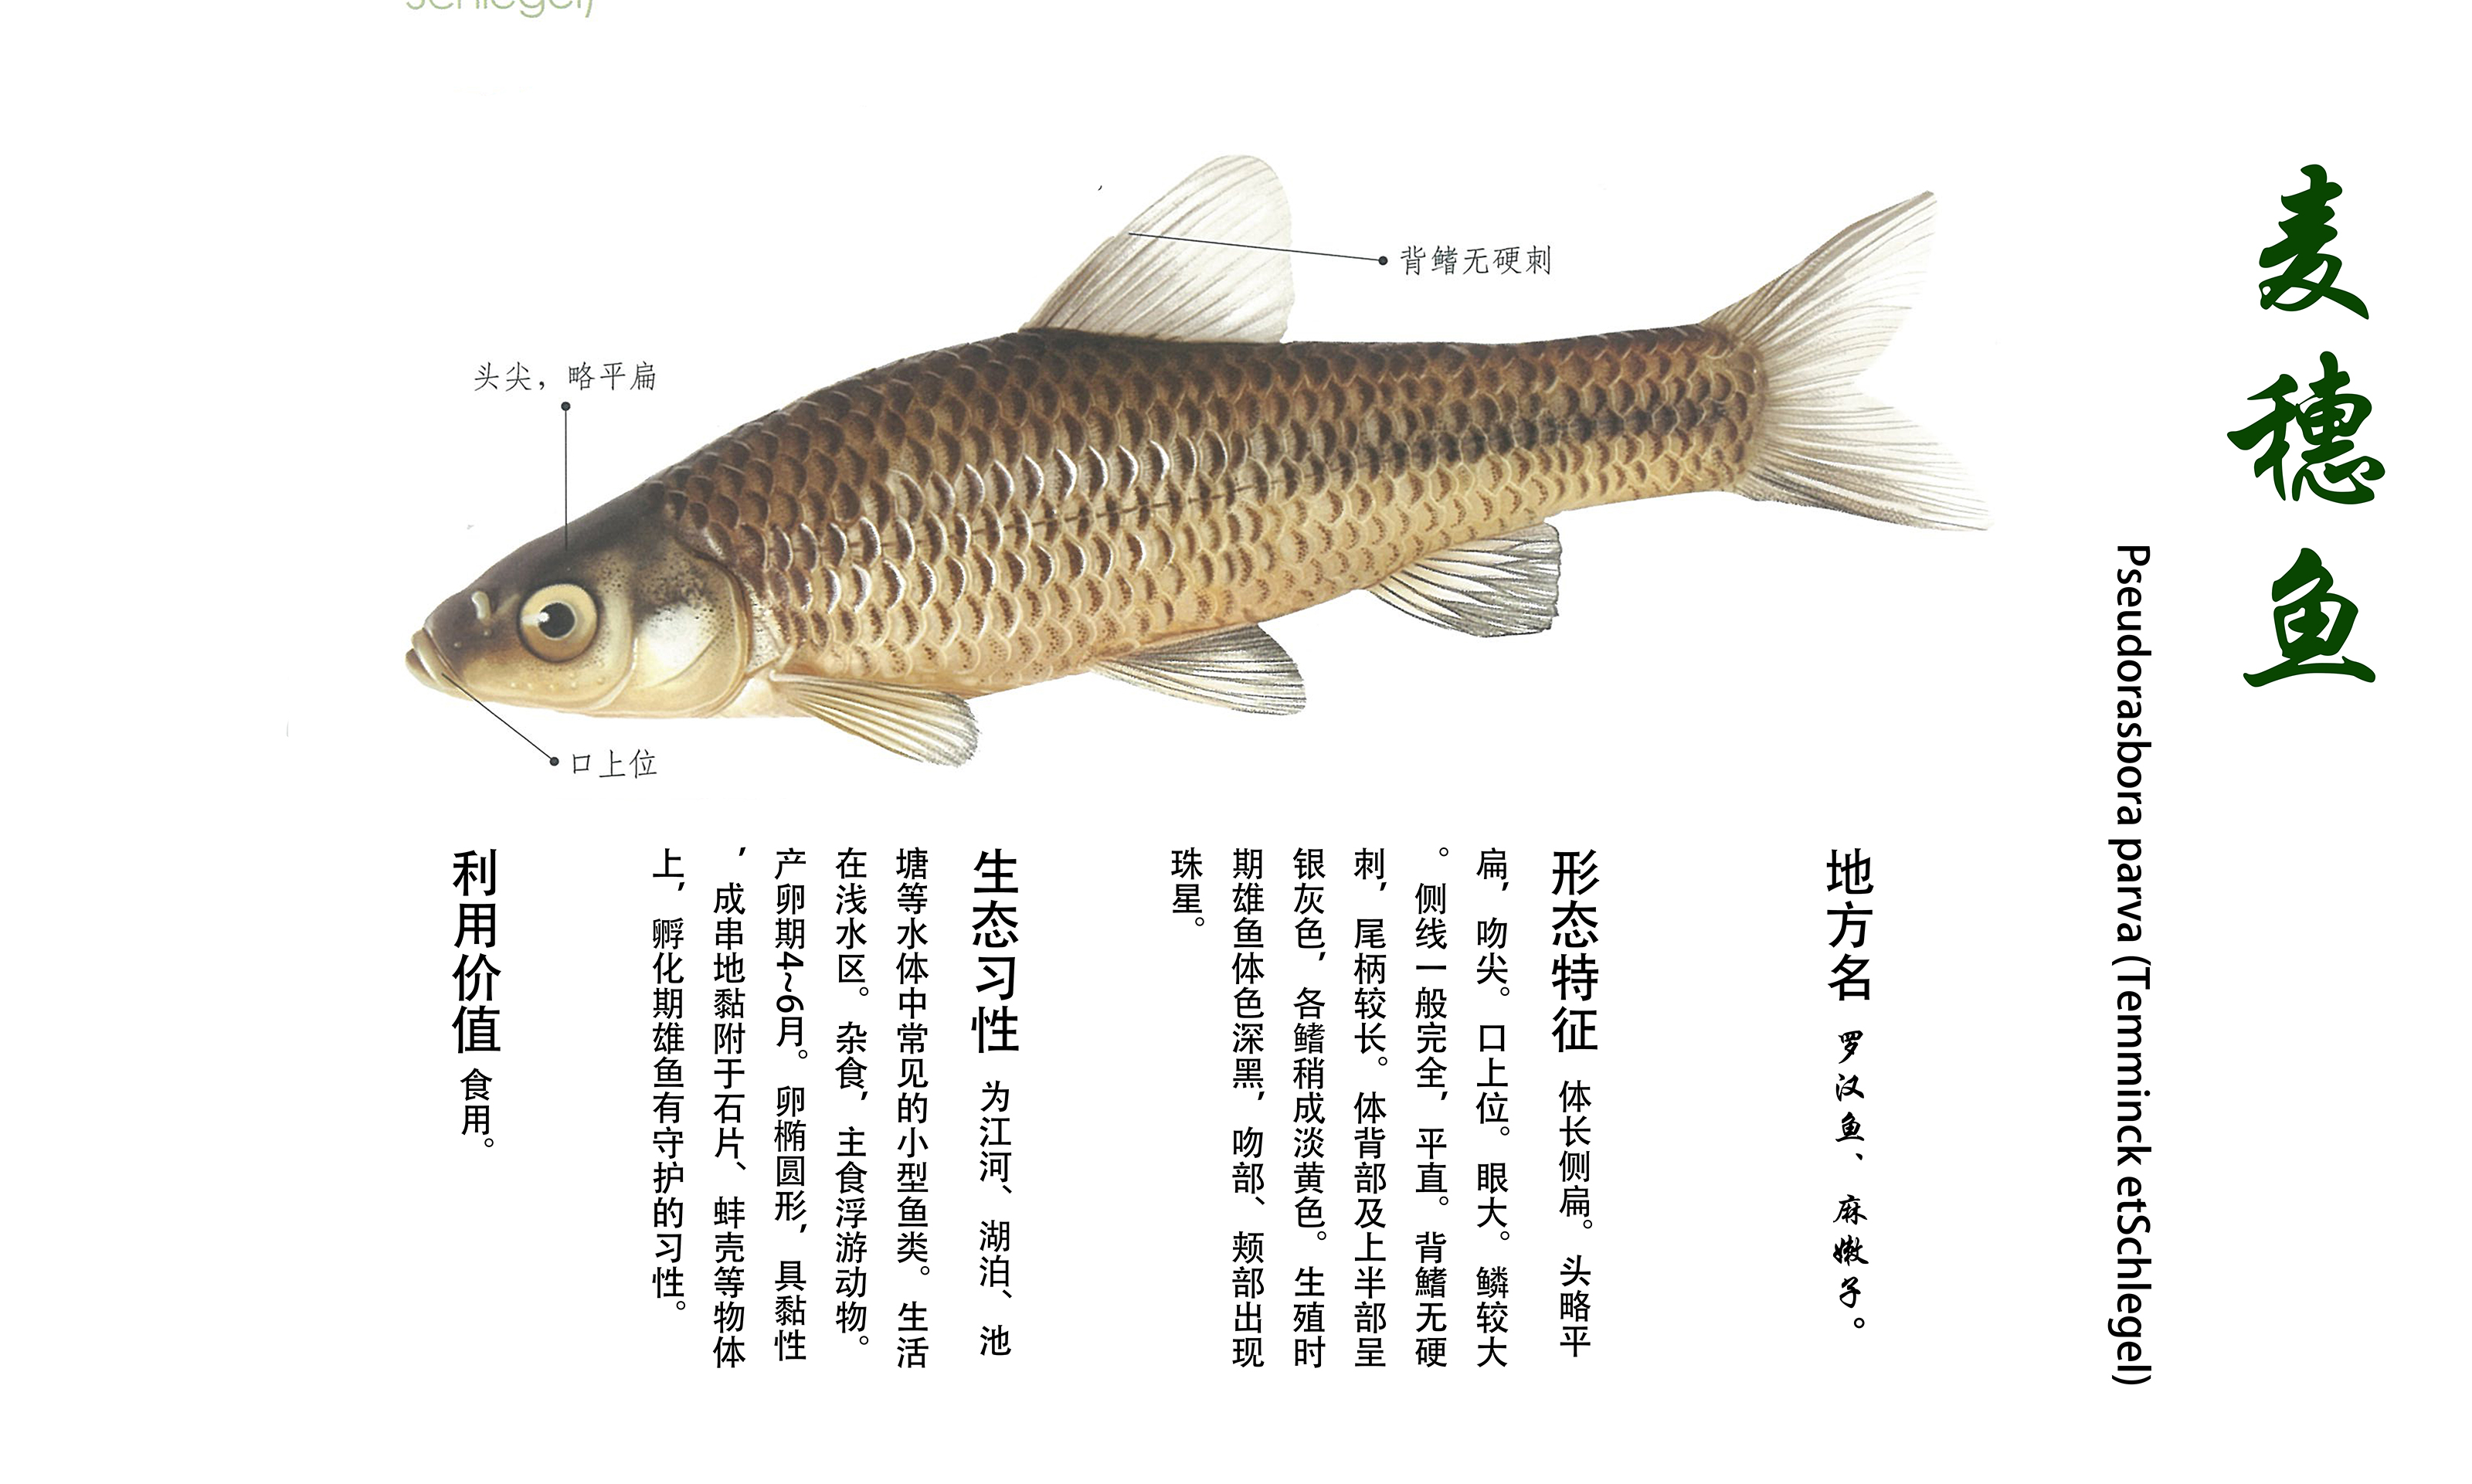 麦穗鱼
Pseudorasbora parva (Temminck etSchlegel)
地方名 罗汉鱼、麻嫩子。
形态特征 体长侧扁。头略平
扁，吻尖。口上位。眼大。鳞较大
。侧线一般完全，平直。背鳍无硬
刺，尾柄较长。体背部及上半部呈
银灰色，各鳍稍成淡黄色。生殖时
期雄鱼体色深黑，吻部、颊部出现
珠星。
生态习性 为江河、湖泊、池
塘等水体中常见的小型鱼类。生活
在浅水区。杂食，主食浮游动物。
产卵期4~6月。卵椭圆形，具黏性
，成串地黏附于石片、蚌壳等物体
上，孵化期雄鱼有守护的习性。
利用价值 食用。
背鳍无硬刺
头尖，略平扁
口上位